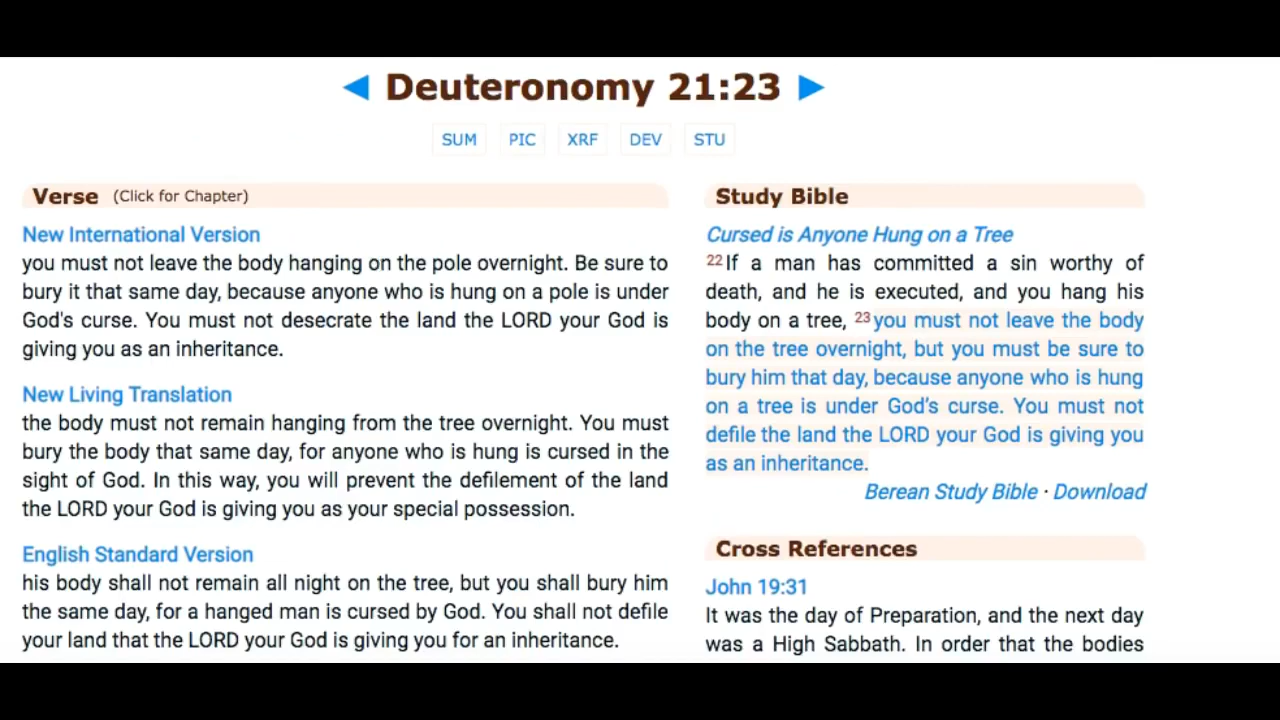 ◀ Deuteronomy 21:23 ▶
SUM PIC XRF DEV STU
Verse (Click for Chapter)
New International Version
you must not leave the body hanging on the pole overnight. Be sure to
bury it that same day, because anyone who is hung on a pole is under
God's curse. You must not desecrate the land the LORD your God is
giving you as an inheritance.
New Living Translation
the body must not remain hanging from the tree overnight. You must
bury the body that same day, for anyone who is hung is cursed in the
sight of God. In this way, you will prevent the defilement of the land
the LORD your God is giving you as your special possession.
English Standard Version
his body shall not remain all night on the tree, but you shall bury him
the same day, for a hanged man is cursed by God. You shall not defile
your land that the LORD your God is giving you for an inheritance.
Study Bible
Cursed is Anyone Hung on a Tree
22 If a man has committed a sin worthy of
death, and he is executed, and you hang his
body on a tree, 23 you must not leave the body
on the tree overnight, but you must be sure to
bury him that day, because anyone who is hung
on a tree is under God’s curse. You must not
defile the land the LORD your God is giving you
as an inheritance.
Berean Study Bible · Download
Cross References
John 19:31
It was the day of Preparation, and the next day
was a High Sabbath. In order that the bodies